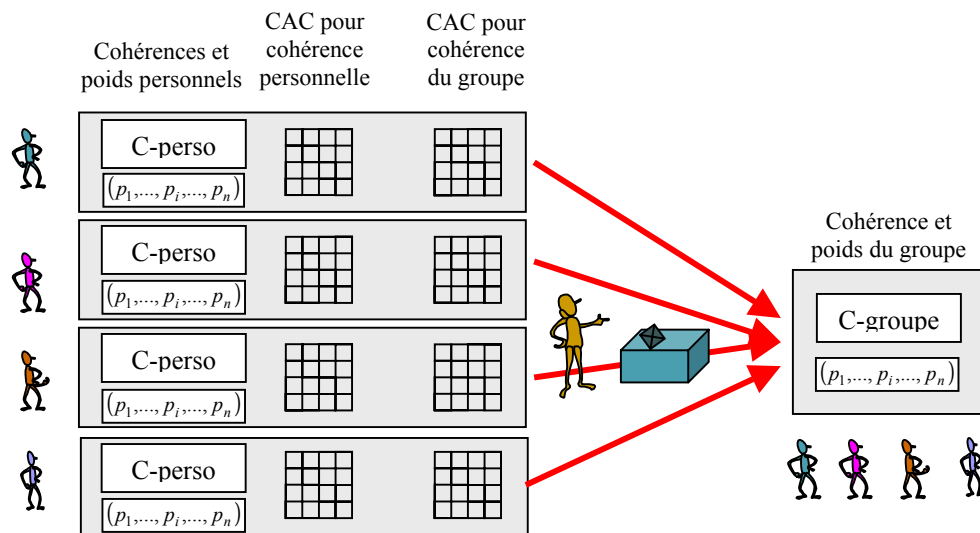 Cohérences et
poids personnels
CAC pour
cohérence
personnelle
CAC pour
cohérence
du groupe
C-perso
(p1,..., pi,..., pn)
C-perso
(p1,..., pi,..., pn)
C-perso
(p1,..., pi,..., pn)
C-perso
(p1,..., pi,..., pn)
Cohérence et
poids du groupe
C-groupe
(p1,..., pi,..., pn)